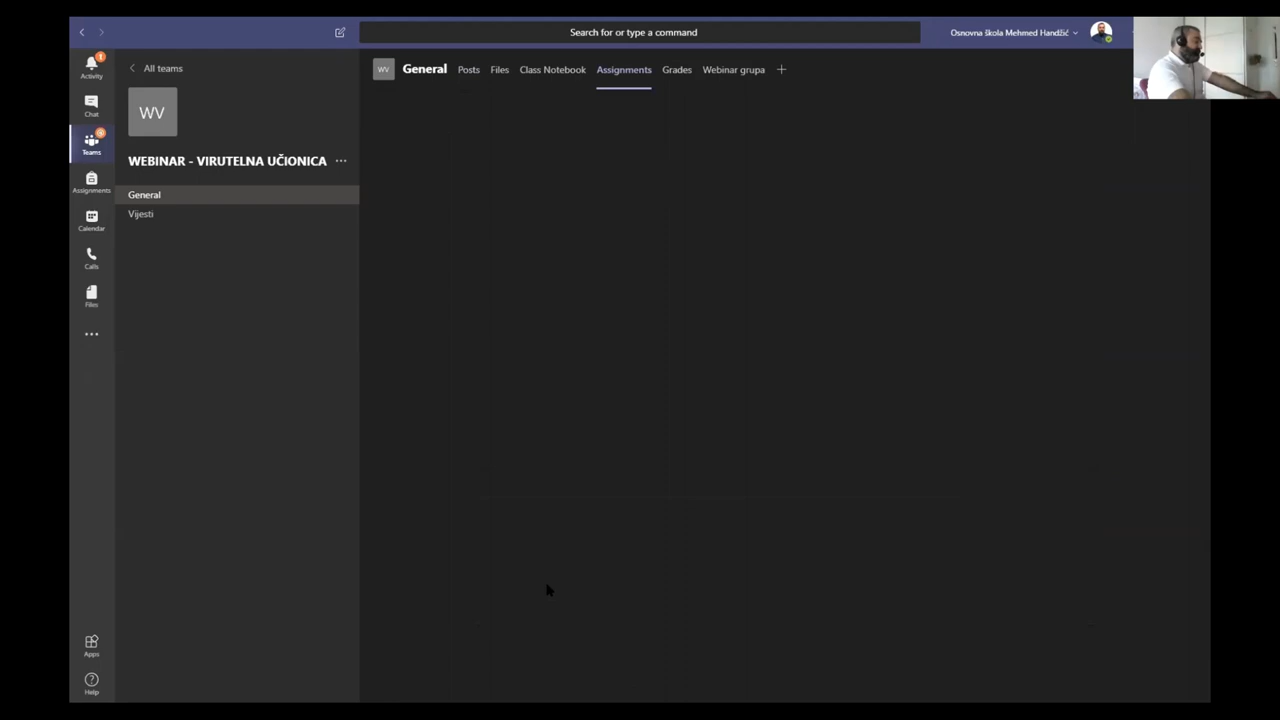 Search for or type a command
Osnovna škola Mehmed Handžić
1
Activity
Chat
Teams
Assignments
Calendar
Calls
Files
Apps
Help
All teams
WV
WEBINAR - VIRUTELNA UČIONICA
General
Vijesti
WV
General Posts Files Class Notebook Assignments Grades Webinar grupa